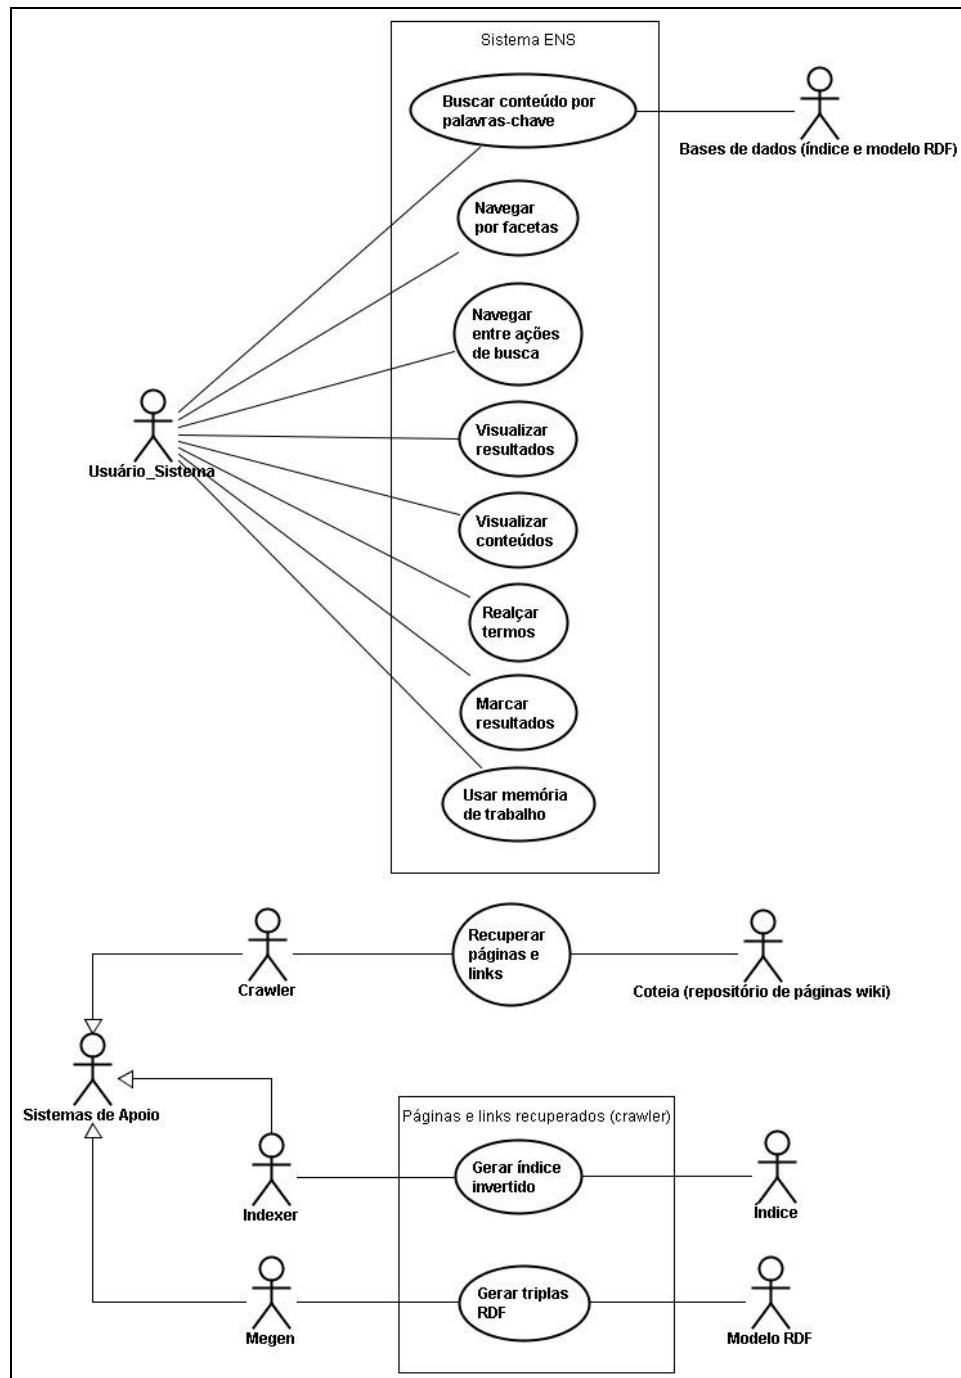 Sistema ENS
Buscar conteúdo por
palavras-chave
Bases de dados (índice e modelo RDF)
Navegar
por facetas
Navegar
entre ações
de busca
Usuário_Sistema
Visualizar
resultados
Visualizar
conteúdos
Realçar
termos
Marcar
resultados
Usar memória
de trabalho
Recuperar
páginas e
links
Crawler
Coteia (repositório de páginas wiki)
Sistemas de Apoio
Páginas e links recuperados (crawler)
Gerar índice
invertido
Indexer
Índice
Gerar triplas
RDF
Megen
Modelo RDF